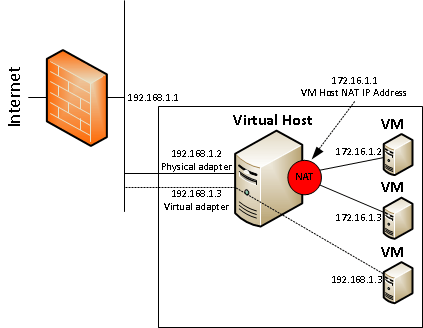 Internet
192.168.1.1
172.16.1.1
VM Host NAT IP Address
Virtual Host
VM
172.16.1.2
192.168.1.2
Physical adapter
NAT
192.168.1.3
Virtual adapter
VM
172.16.1.3
VM
192.168.1.3